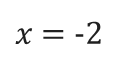 x = -2